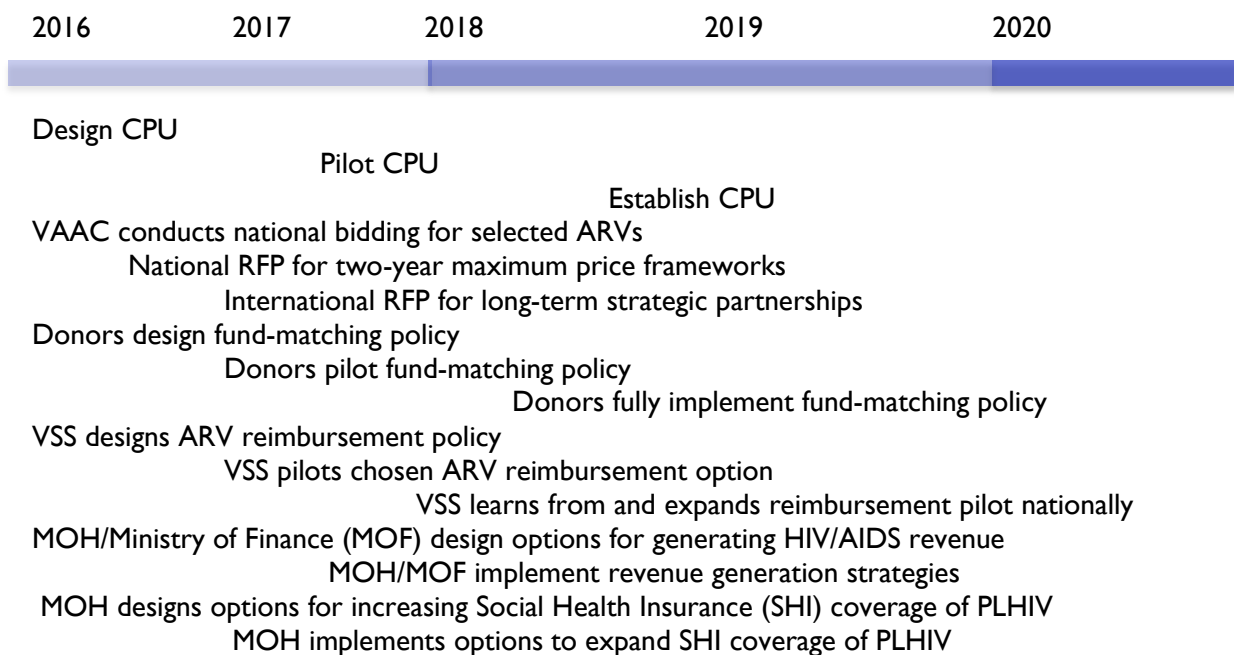 2016 2017 2018 2019 2020
Design CPU
Pilot CPU
Establish CPU
VAAC conducts national bidding for selected ARVs
National RFP for two-year maximum price frameworks
International RFP for long-term strategic partnerships
Donors design fund-matching policy
Donors pilot fund-matching policy
Donors fully implement fund-matching policy
VSS designs ARV reimbursement policy
VSS pilots chosen ARV reimbursement option
VSS learns from and expands reimbursement pilot nationally
MOH/Ministry of Finance (MOF) design options for generating HIV/AIDS revenue
MOH/MOF implement revenue generation strategies
MOH designs options for increasing Social Health Insurance (SHI) coverage of PLHIV
MOH implements options to expand SHI coverage of PLHIV